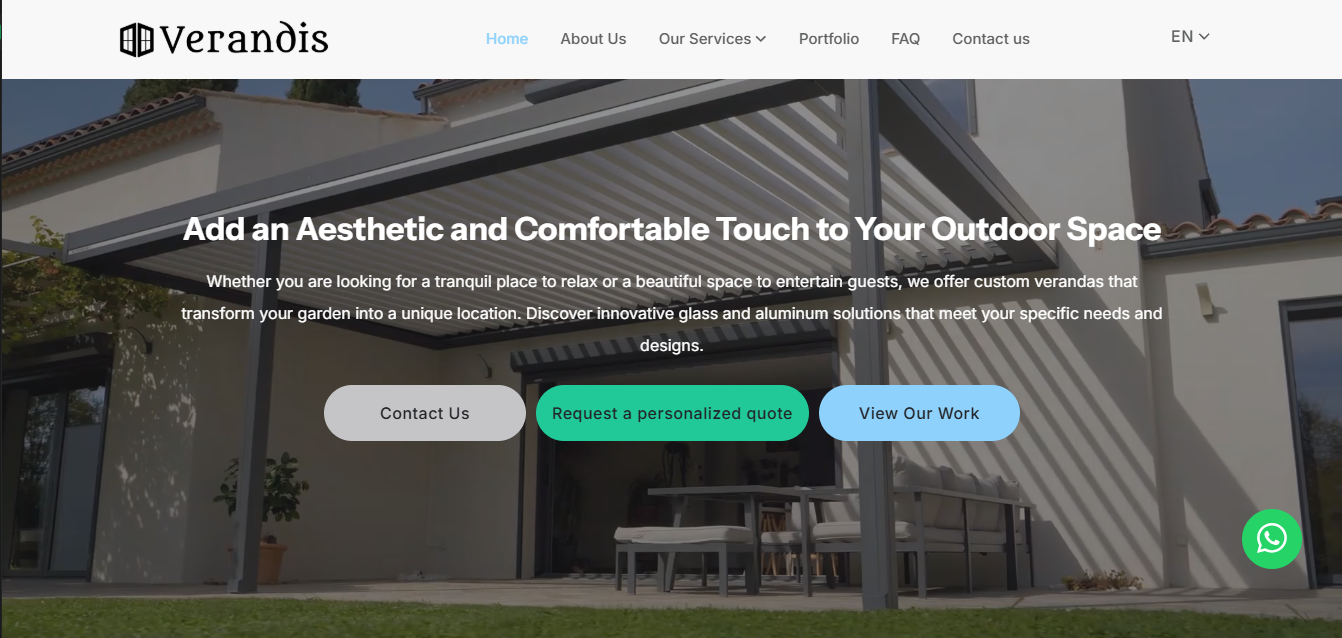 Verandis
Home
About Us
Our Services
Portfolio
FAQ
Contact us
EN
Add an Aesthetic and Comfortable Touch to Your Outdoor Space
Whether you are looking for a tranquil place to relax or a beautiful space to entertain guests, we offer custom verandas that
transform your garden into a unique location. Discover innovative glass and aluminum solutions that meet your specific needs and
designs.
Contact Us
Request a personalized quote
View Our Work